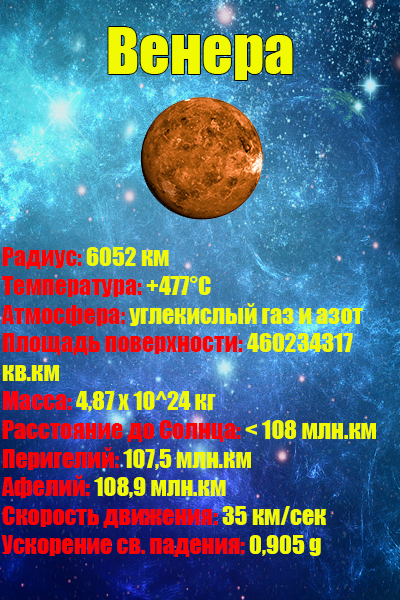 Венера
Радиус: 6052 км
Температура: +477°C
Атмосфера: углекислый газ и азот
Площадь поверхности: 460234317
кв.км
Масса: 4,87 x 10^24 кг
Расстояние до Солнца: < 108 млн.км
Перигелий: 107,5 млн.км
Афелий: 108,9 млн.км
Скорость движения: 35 км/сек
Ускорение св. падения: 0,905 g